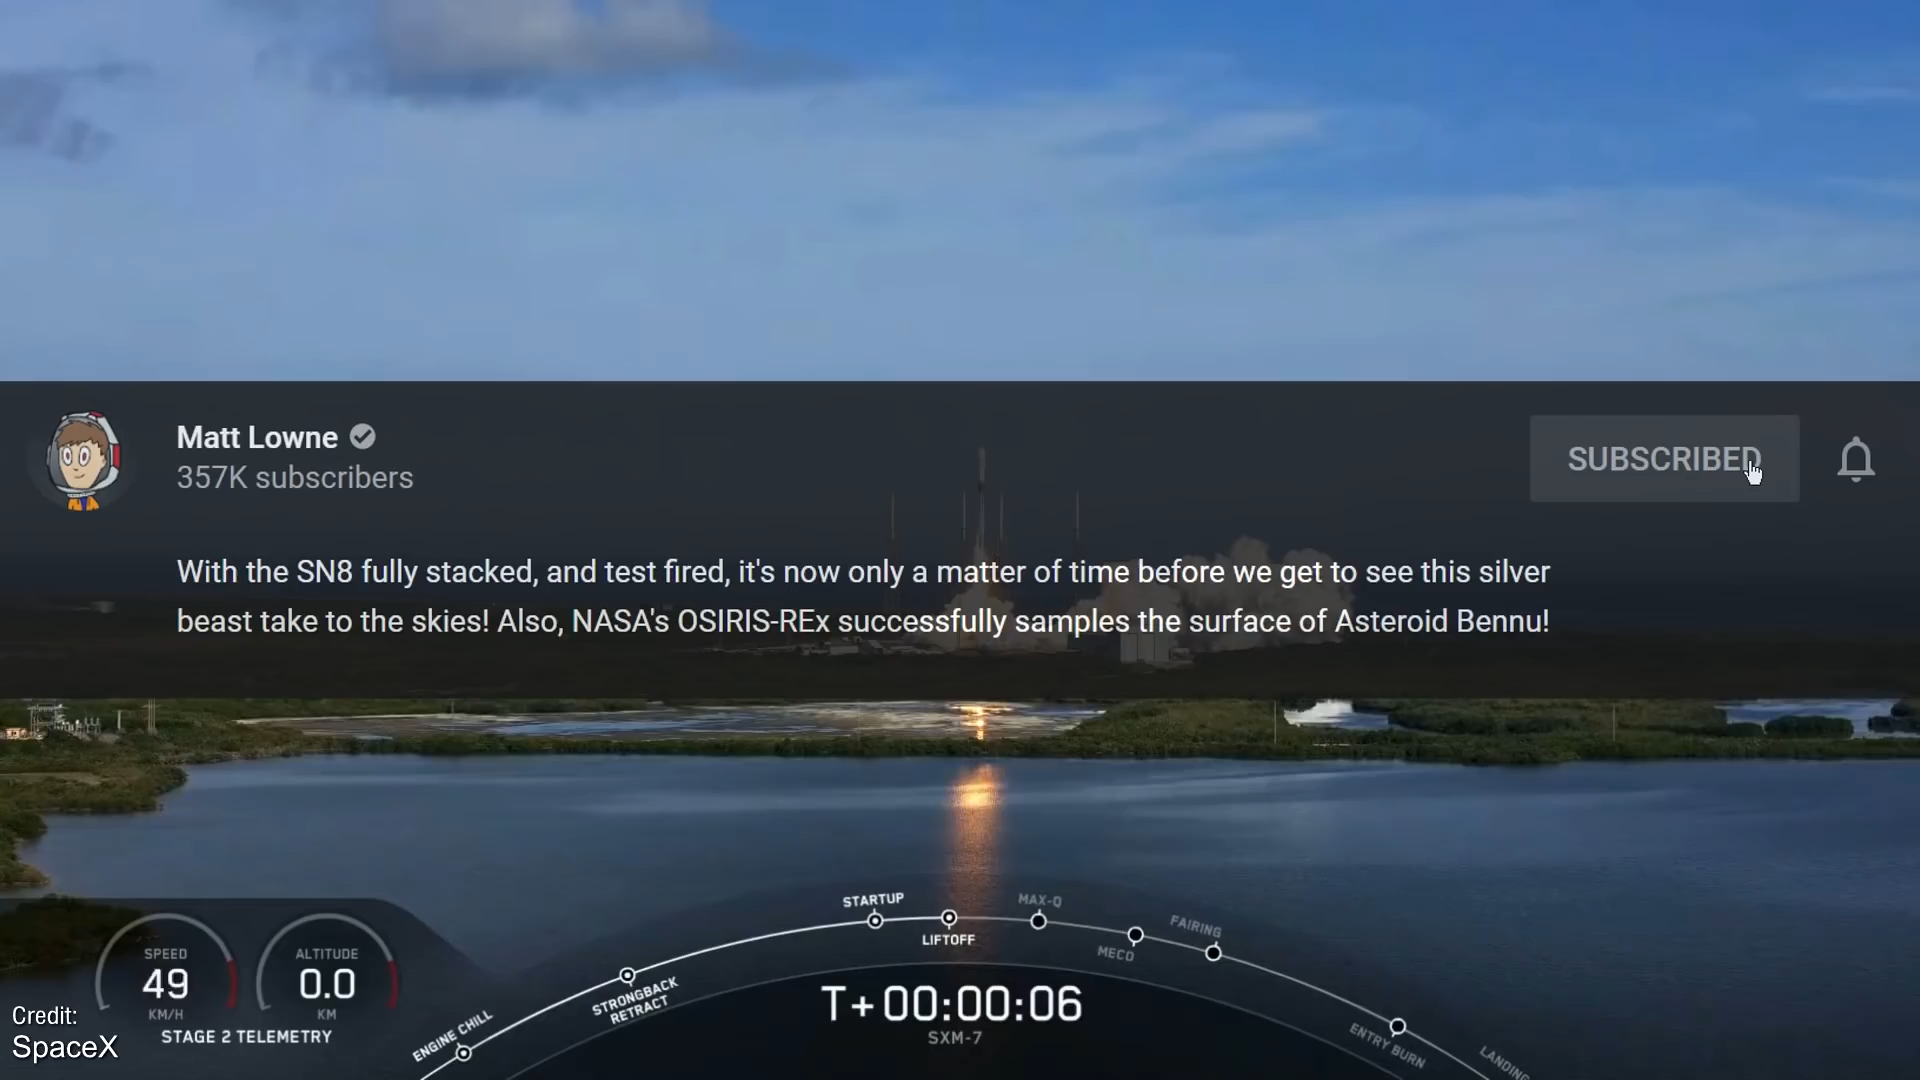 Matt Lowne
357K subscribers
SUBSCRIBED
With the SN8 fully stacked, and test fired, it's now only a matter of time before we get to see this silver
beast take to the skies! Also, NASA's OSIRIS-REx successfully samples the surface of Asteroid Bennu!
SPEED
49
KM/H
ALTITUDE
0.0
KM
STAGE 2 TELEMETRY
Credit:
SpaceX
ENGINE CHILL
STRONGBACK
RETRACT
STARTUP
LIFTOFF
MAX-Q
MECO
FAIRING
ENTRY BURN
LANDING
T+00:00:06
SXM-7